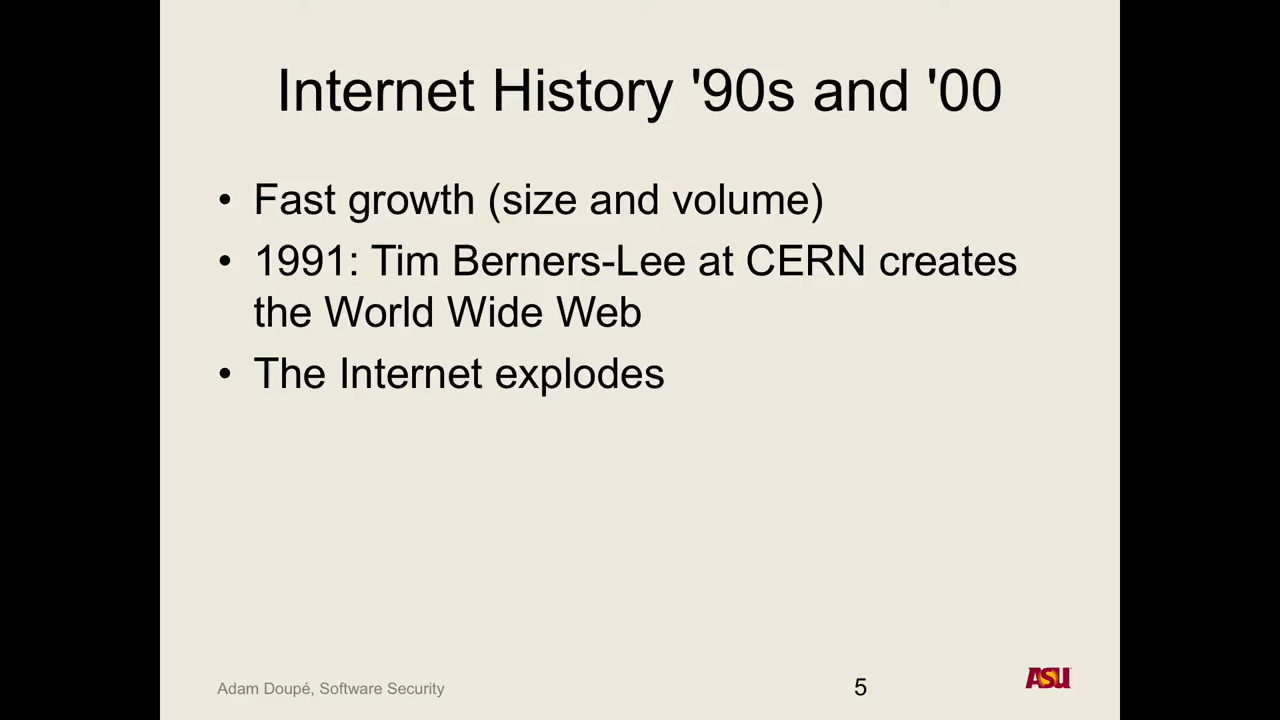 Internet History '90s and '00
• Fast growth (size and volume)
• 1991: Tim Berners-Lee at CERN creates
the World Wide Web
• The Internet explodes
Adam Doupé, Software Security
5
ASU